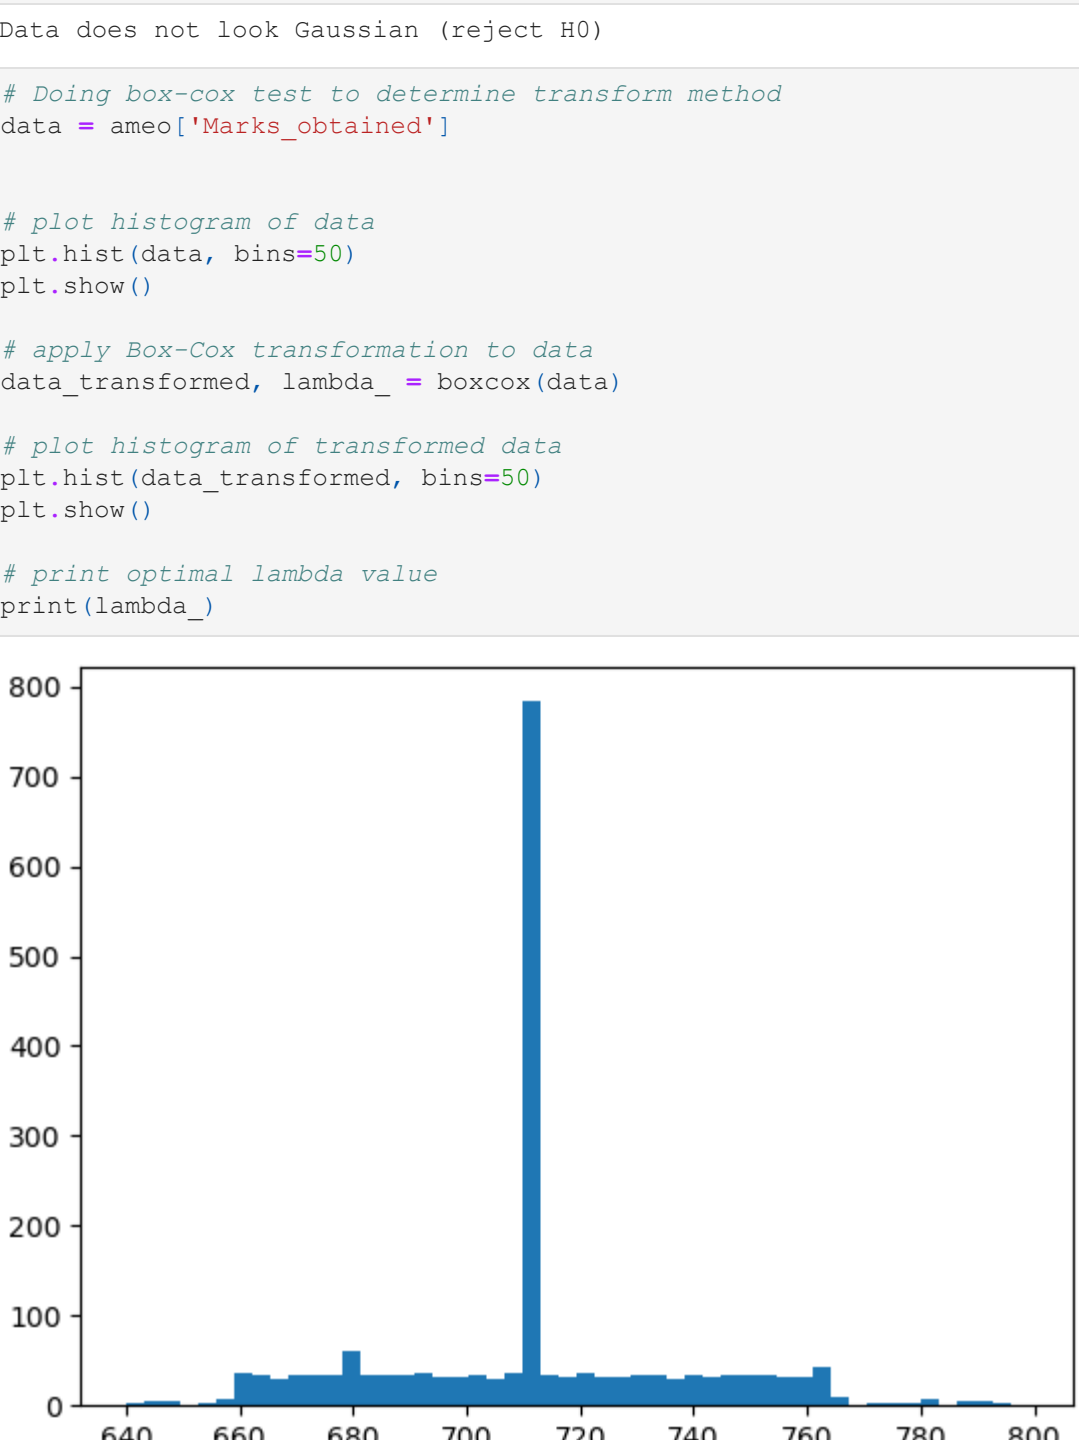 Data does not look Gaussian (reject H0)
# Doing box-cox test to determine transform method
data = ameo['Marks_obtained']
# plot histogram of data
plt.hist(data, bins=50)
plt.show()
# apply Box-Cox transformation to data
data_transformed, lambda_ = boxcox(data)
# plot histogram of transformed data
plt.hist(data_transformed, bins=50)
plt.show()
# print optimal lambda value
print(lambda_)
800
700
600
500
400
300
200
100
0
640 660 680 700 720 740 760 780 800